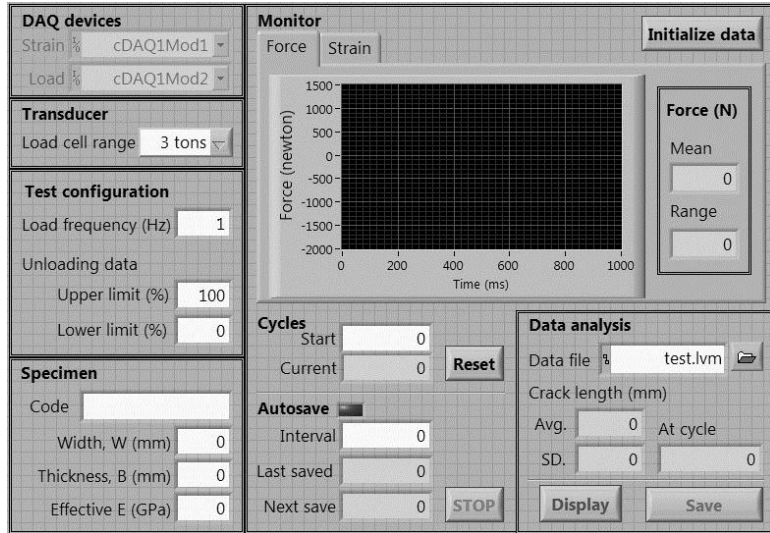 DAQ devices
Strain cDAQ1Mod1
Load cDAQ1Mod2
Transducer
Load cell range 3 tons
Test configuration
Load frequency (Hz) 1
Unloading data
Upper limit (%) 100
Lower limit (%) 0
Specimen
Code
Width, W (mm) 0
Thickness, B (mm) 0
Effective E (GPa) 0
Monitor
Initialize data
Force Strain
Force (newton)
1500
1000
500
0
-500
-1000
-1500
-2000
0 200 400 600 800 1000
Time (ms)
Force (N)
Mean
0
Range
0
Cycles
Start 0
Current 0
Reset
Autosave
Interval 0
Last saved 0
Next save 0
STOP
Data analysis
Data file test.lvm
Crack length (mm)
Avg. 0 At cycle
SD. 0 0
Display Save